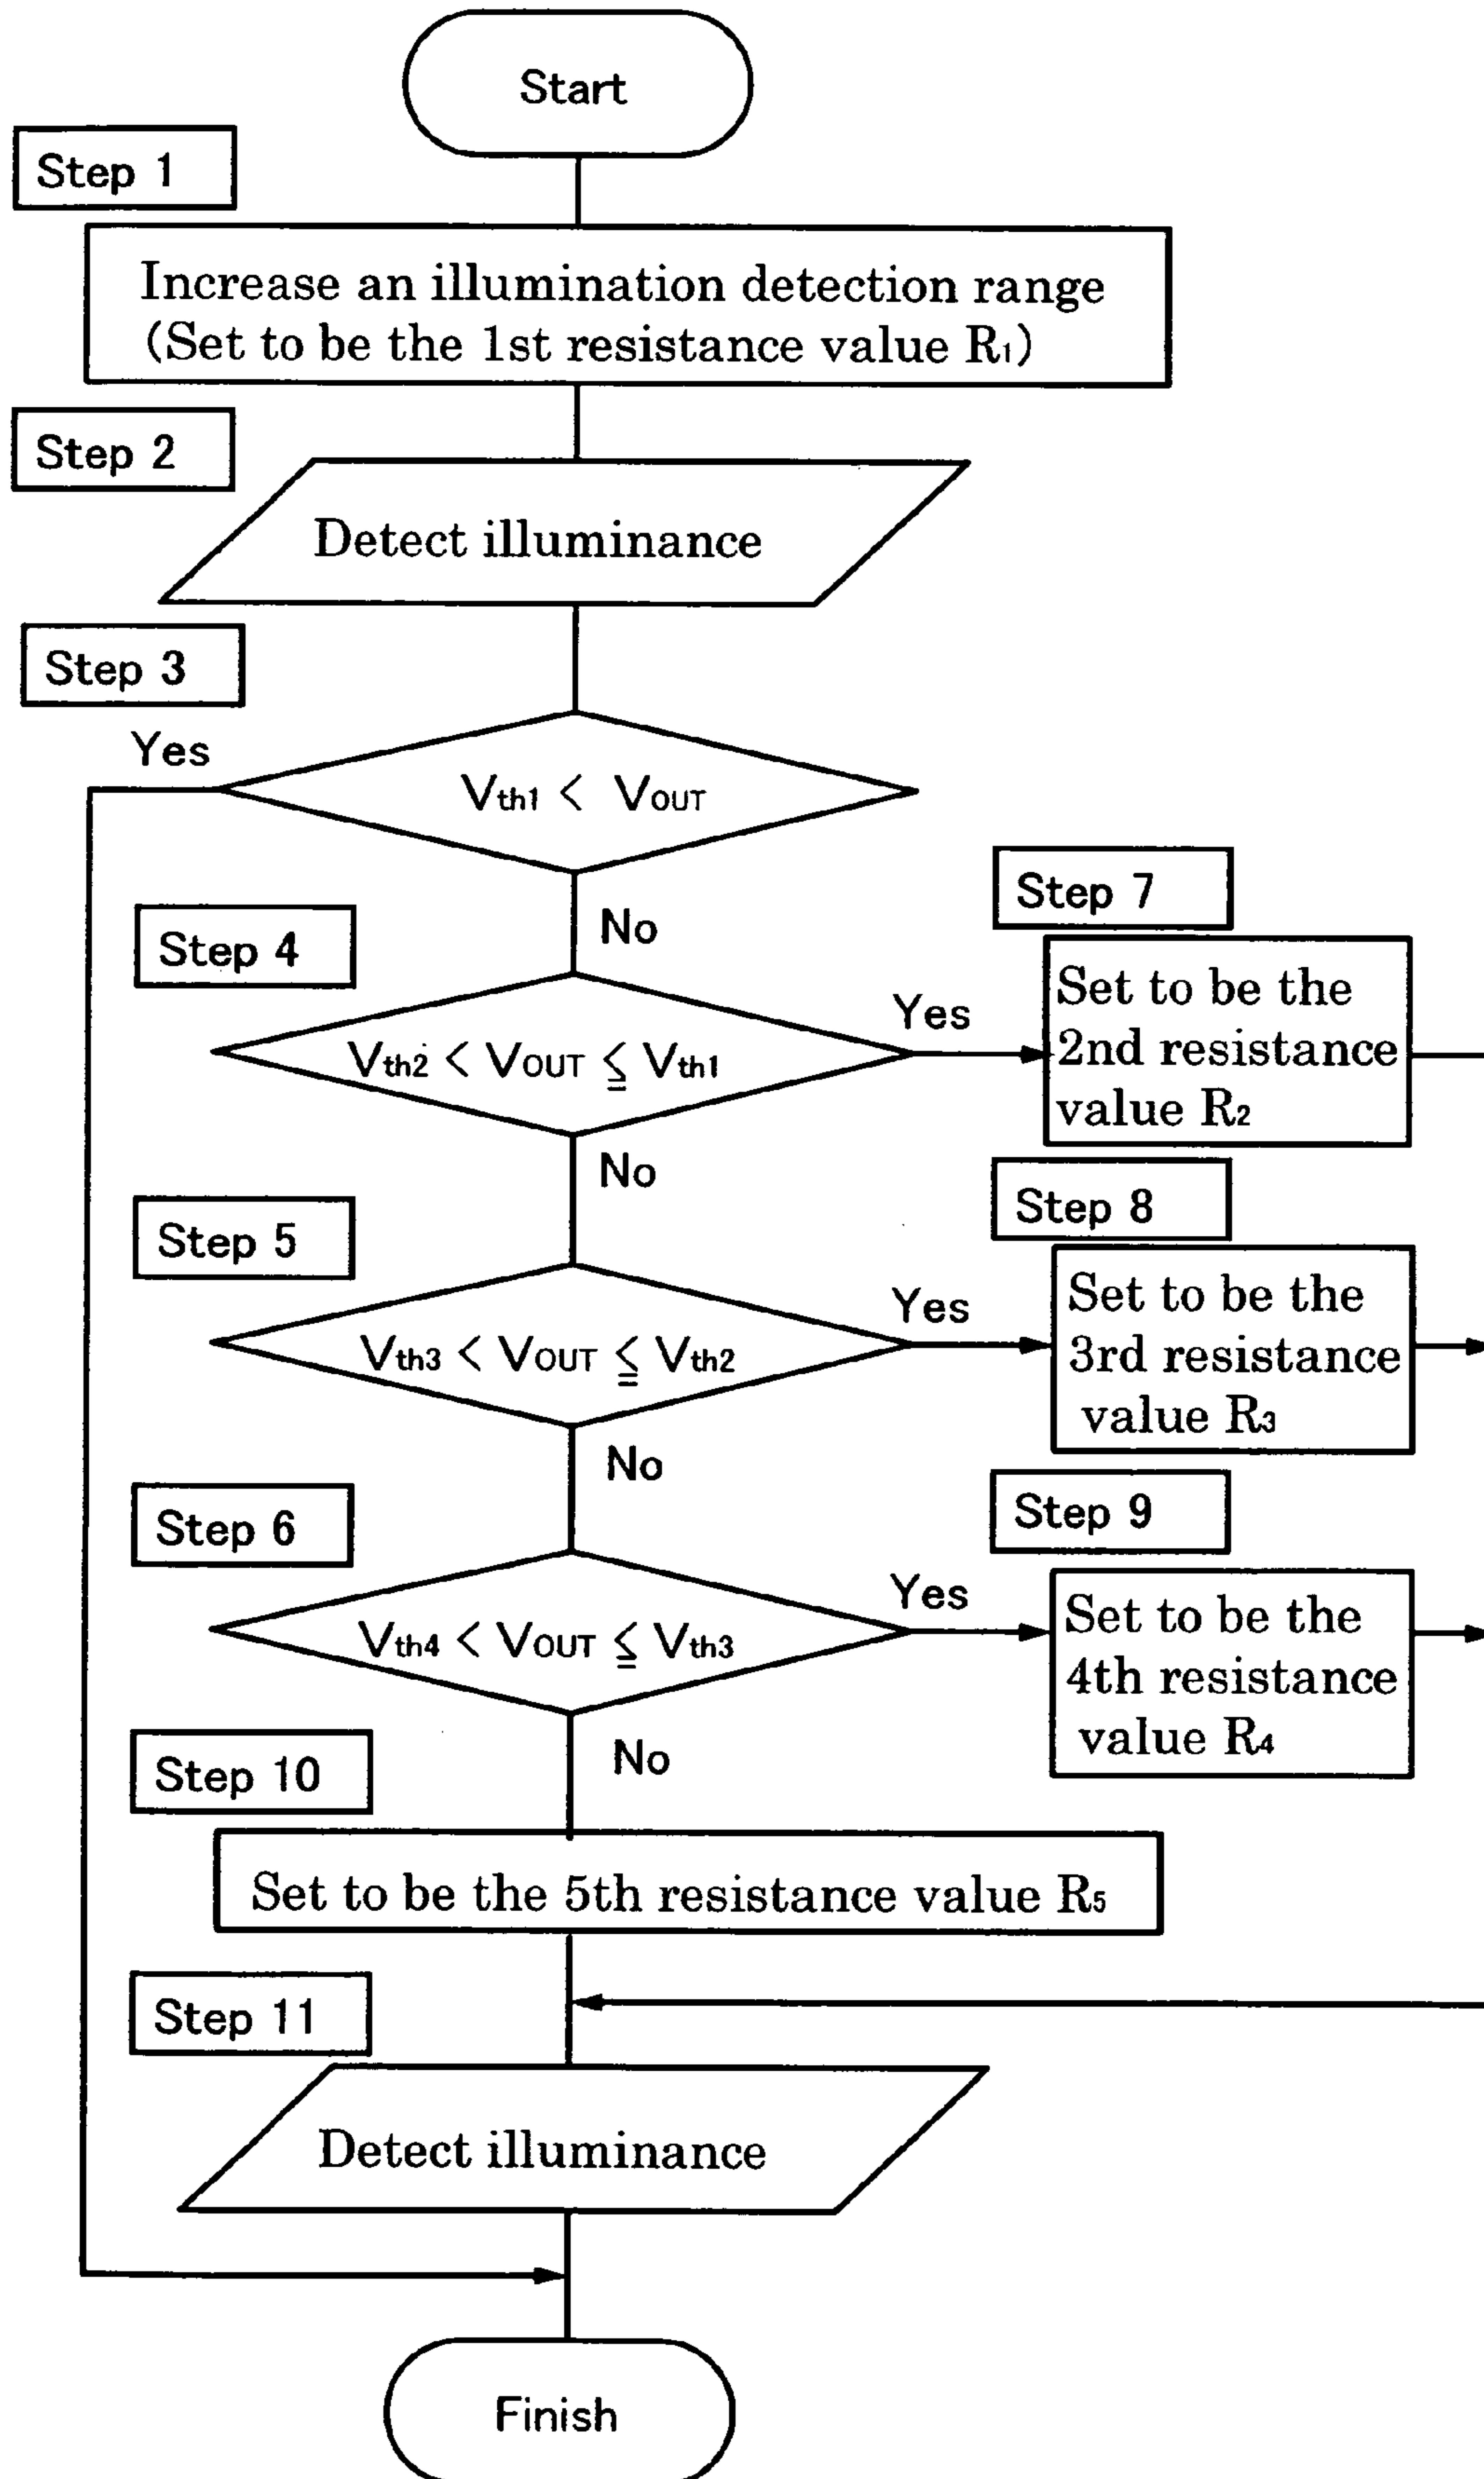 Start
Step 1
Increase an illumination detection range
(Set to be the 1st resistance value R1)
Step 2
Detect illuminance
Step 3
Yes
Vth1 < VOUT
No
Step 7
Step 4
Yes
Vth2 < VOUT ≦ Vth1
Set to be the
2nd resistance
value R2
No
Step 8
Step 5
Yes
Vth3 < VOUT ≦ Vth2
Set to be the
3rd resistance
value R3
No
Step 9
Step 6
Yes
Vth4 < VOUT ≦ Vth3
Set to be the
4th resistance
value R4
No
Step 10
Set to be the 5th resistance value R5
Step 11
Detect illuminance
Finish